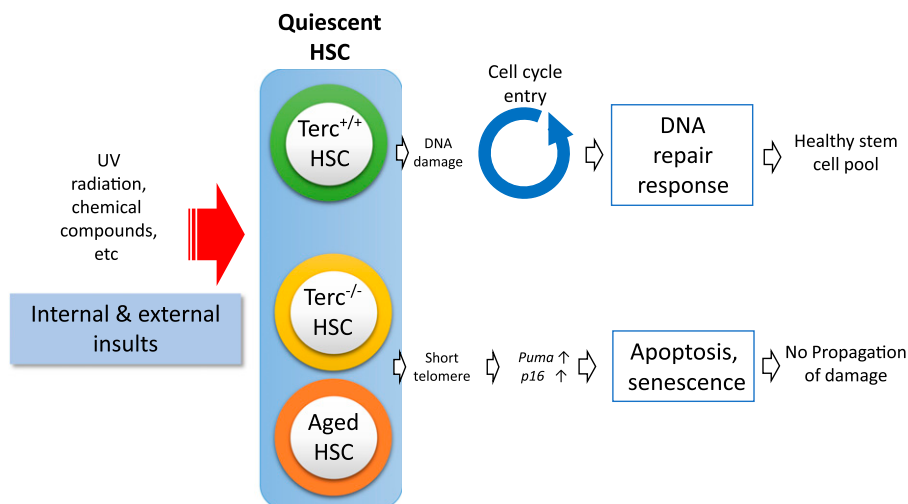 Quiescent
HSC
UV
radiation,
chemical
compounds,
etc
Internal & external
insults
Terc+/+
HSC
DNA
damage
Cell cycle
entry
DNA
repair
response
Healthy stem
cell pool
Terc-/-
HSC
Aged
HSC
Short
telomere
Puma ↑
p16 ↑
Apoptosis,
senescence
No Propagation
of damage